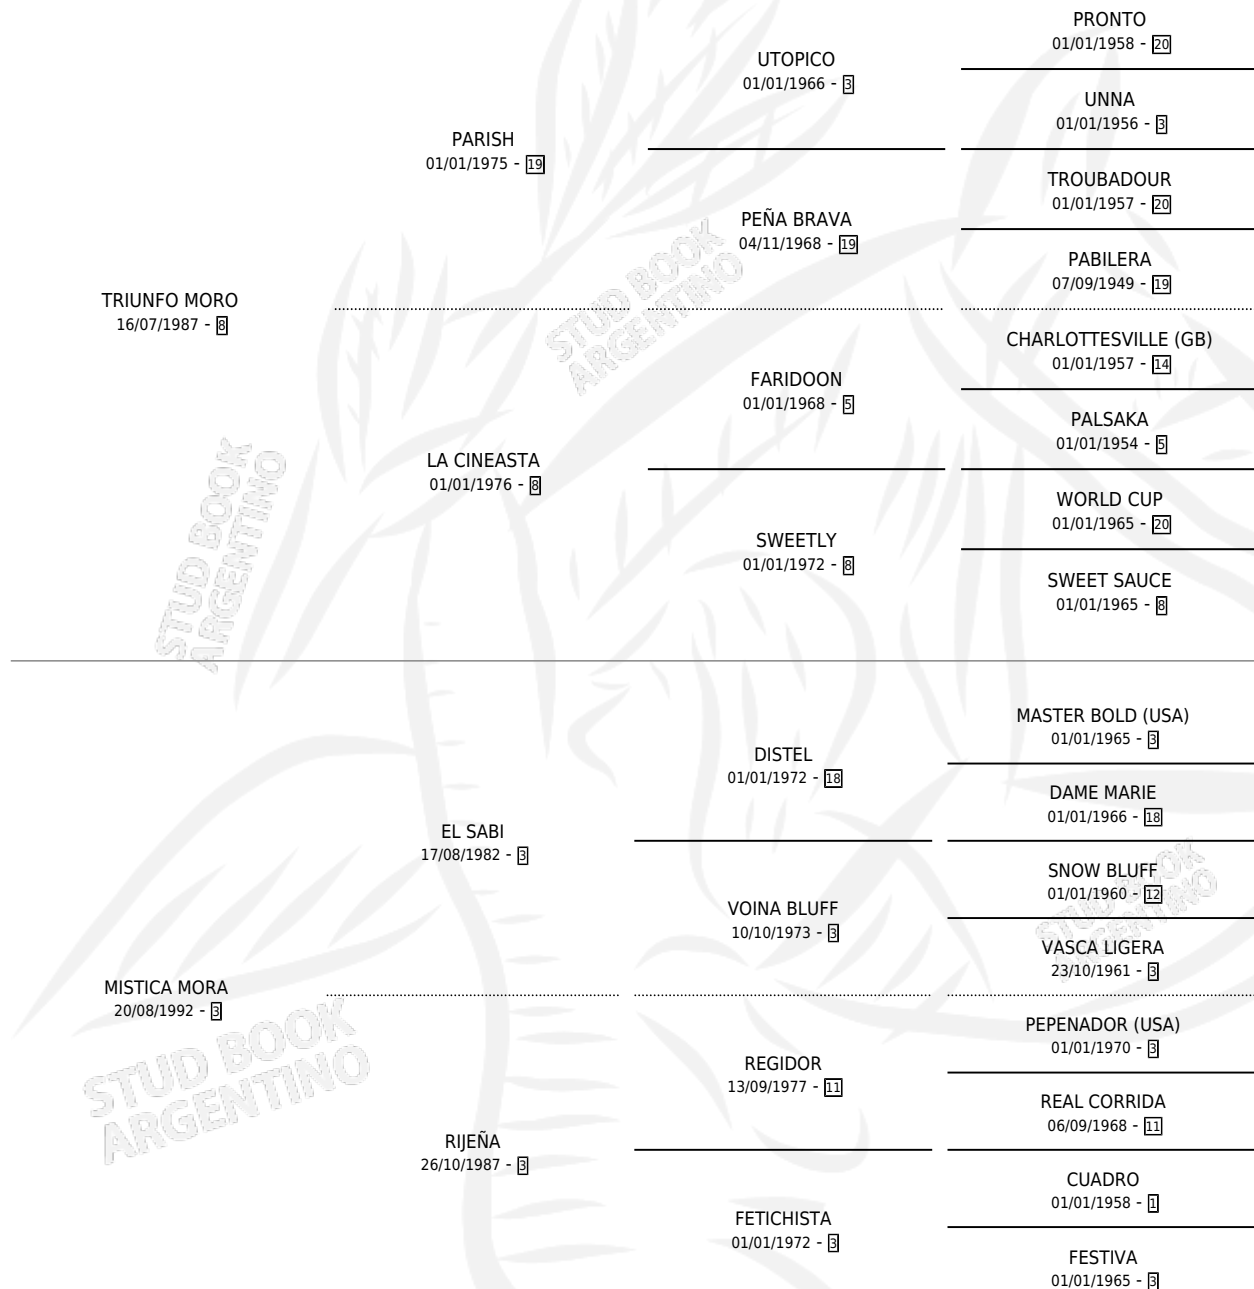 PRONTO
01/01/1958 - 20
UTOPICO
01/01/1966 - 3
UNNA
01/01/1956 - 3
PARISH
01/01/1975 - 19
TROUBADOUR
01/01/1957 - 20
PEÑA BRAVA
04/11/1968 - 19
PABILERA
07/09/1949 - 19
TRIUNFO MORO
16/07/1987 - 8
STUD BOOK
ARGENTINO
CHARLOTTESVILLE (GB)
01/01/1957 - 14
FARIDOON
01/01/1968 - 5
PALSAKA
01/01/1954 - 5
LA CINEASTA
01/01/1976 - 8
WORLD CUP
01/01/1965 - 20
SWEETLY
01/01/1972 - 8
SWEET SAUCE
01/01/1965 - 8
STUD BOOK
ARGENTINO
MASTER BOLD (USA)
01/01/1965 - 3
DISTEL
01/01/1972 - 18
DAME MARIE
01/01/1966 - 18
EL SABI
17/08/1982 - 3
SNOW BLUFF
01/01/1960 - 12
VOINA BLUFF
10/10/1973 - 3
STUD BOOK
ARGENTINO
VASCA LIGERA
23/10/1961 - 3
MISTICA MORA
20/08/1992 - 3
STUD BOOK
ARGENTINO
PEPENADOR (USA)
01/01/1970 - 3
REGIDOR
13/09/1977 - 11
REAL CORRIDA
06/09/1968 - 11
RIJEÑA
26/10/1987 - 3
CUADRO
01/01/1958 - 1
FETICHISTA
01/01/1972 - 3
FESTIVA
01/01/1965 - 3